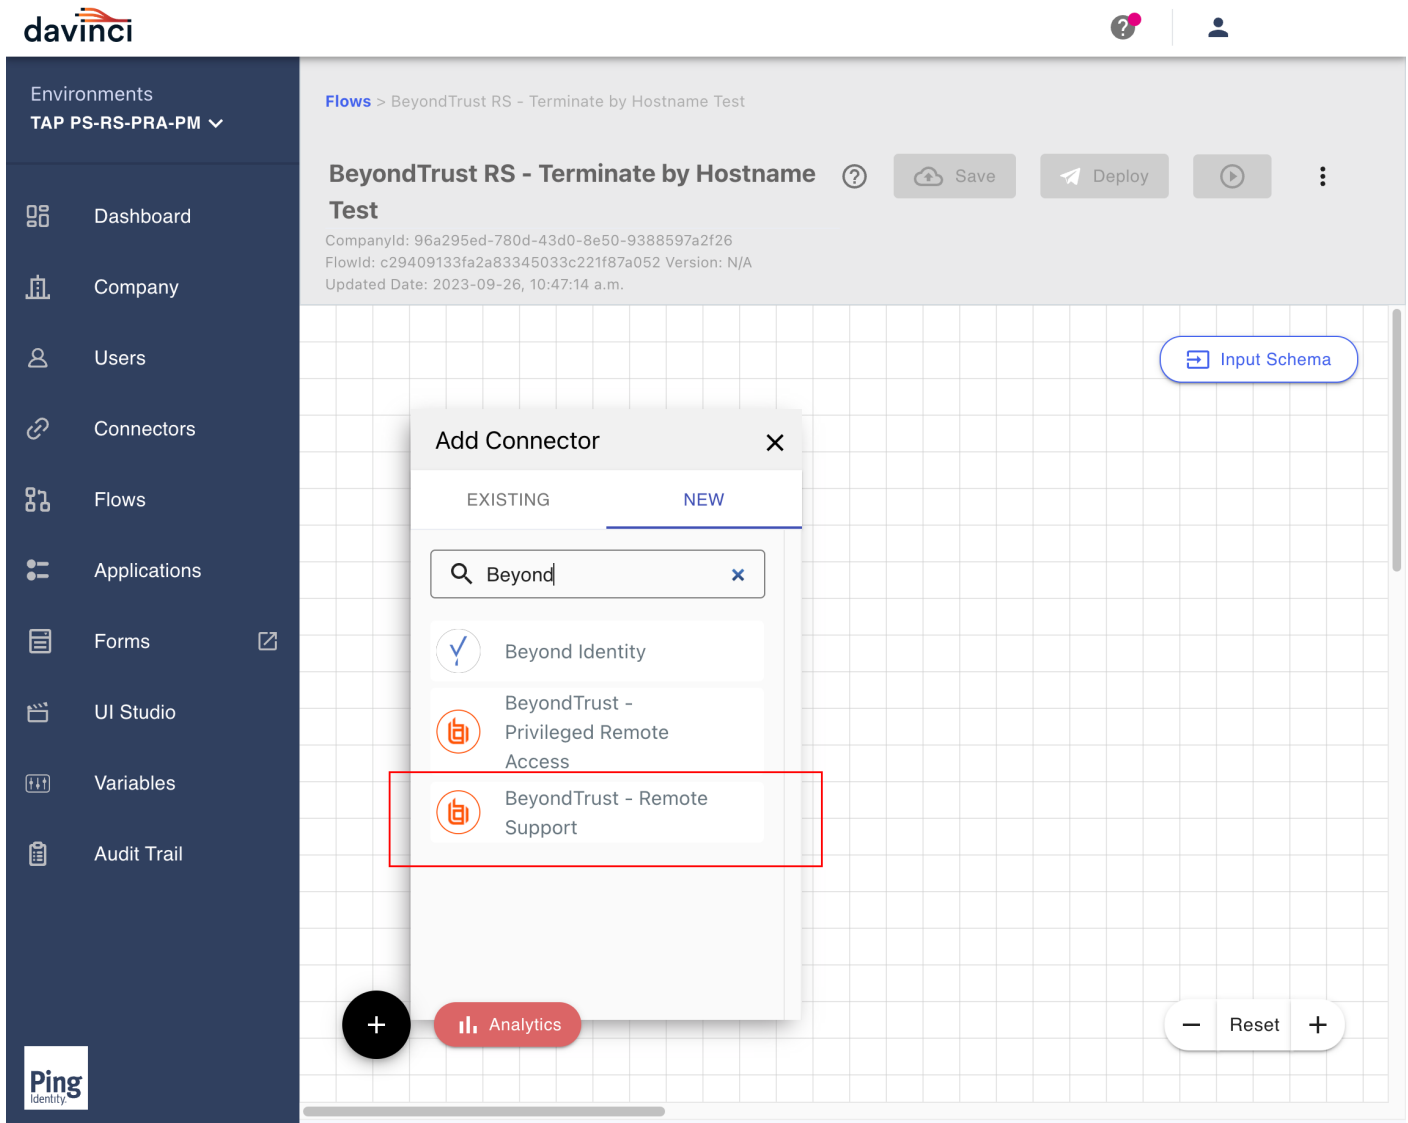 davinci
Environments
TAP PS-RS-PRA-PM
Dashboard
Company
Users
Connectors
Flows
Applications
Forms
UI Studio
Variables
Audit Trail
Ping
Identity.
Flows > BeyondTrust RS - Terminate by Hostname Test
BeyondTrust RS - Terminate by Hostname
Test
Save
Deploy
CompanyId: 96a295ed-780d-43d0-8e50-9388597a2f26
FlowId: c29409133fa2a83345033c221f87a052 Version: N/A
Updated Date: 2023-09-26, 10:47:14 a.m.
Input Schema
Add Connector
EXISTING
NEW
Beyond
Beyond Identity
BeyondTrust -
Privileged Remote
Access
BeyondTrust - Remote
Support
Analytics
Reset